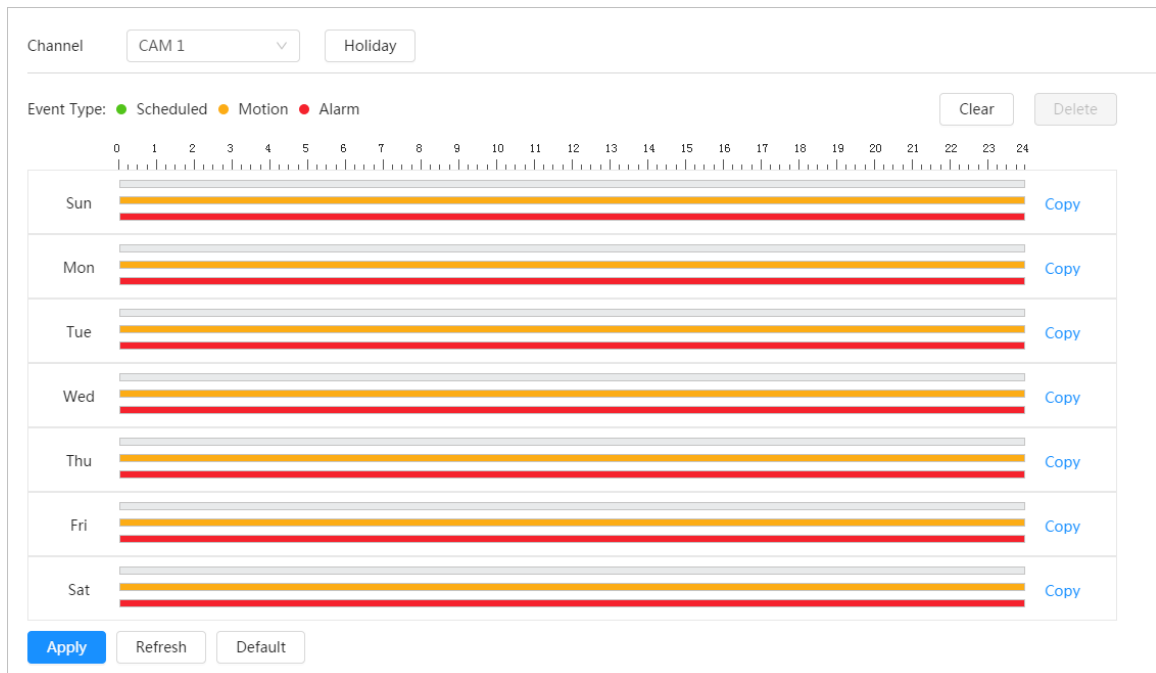 Channel CAM 1 Holiday
Event Type: Scheduled Motion Alarm Clear Delete
0 1 2 3 4 5 6 7 8 9 10 11 12 13 14 15 16 17 18 19 20 21 22 23 24
Sun Copy
Mon Copy
Tue Copy
Wed Copy
Thu Copy
Fri Copy
Sat Copy
Apply Refresh Default